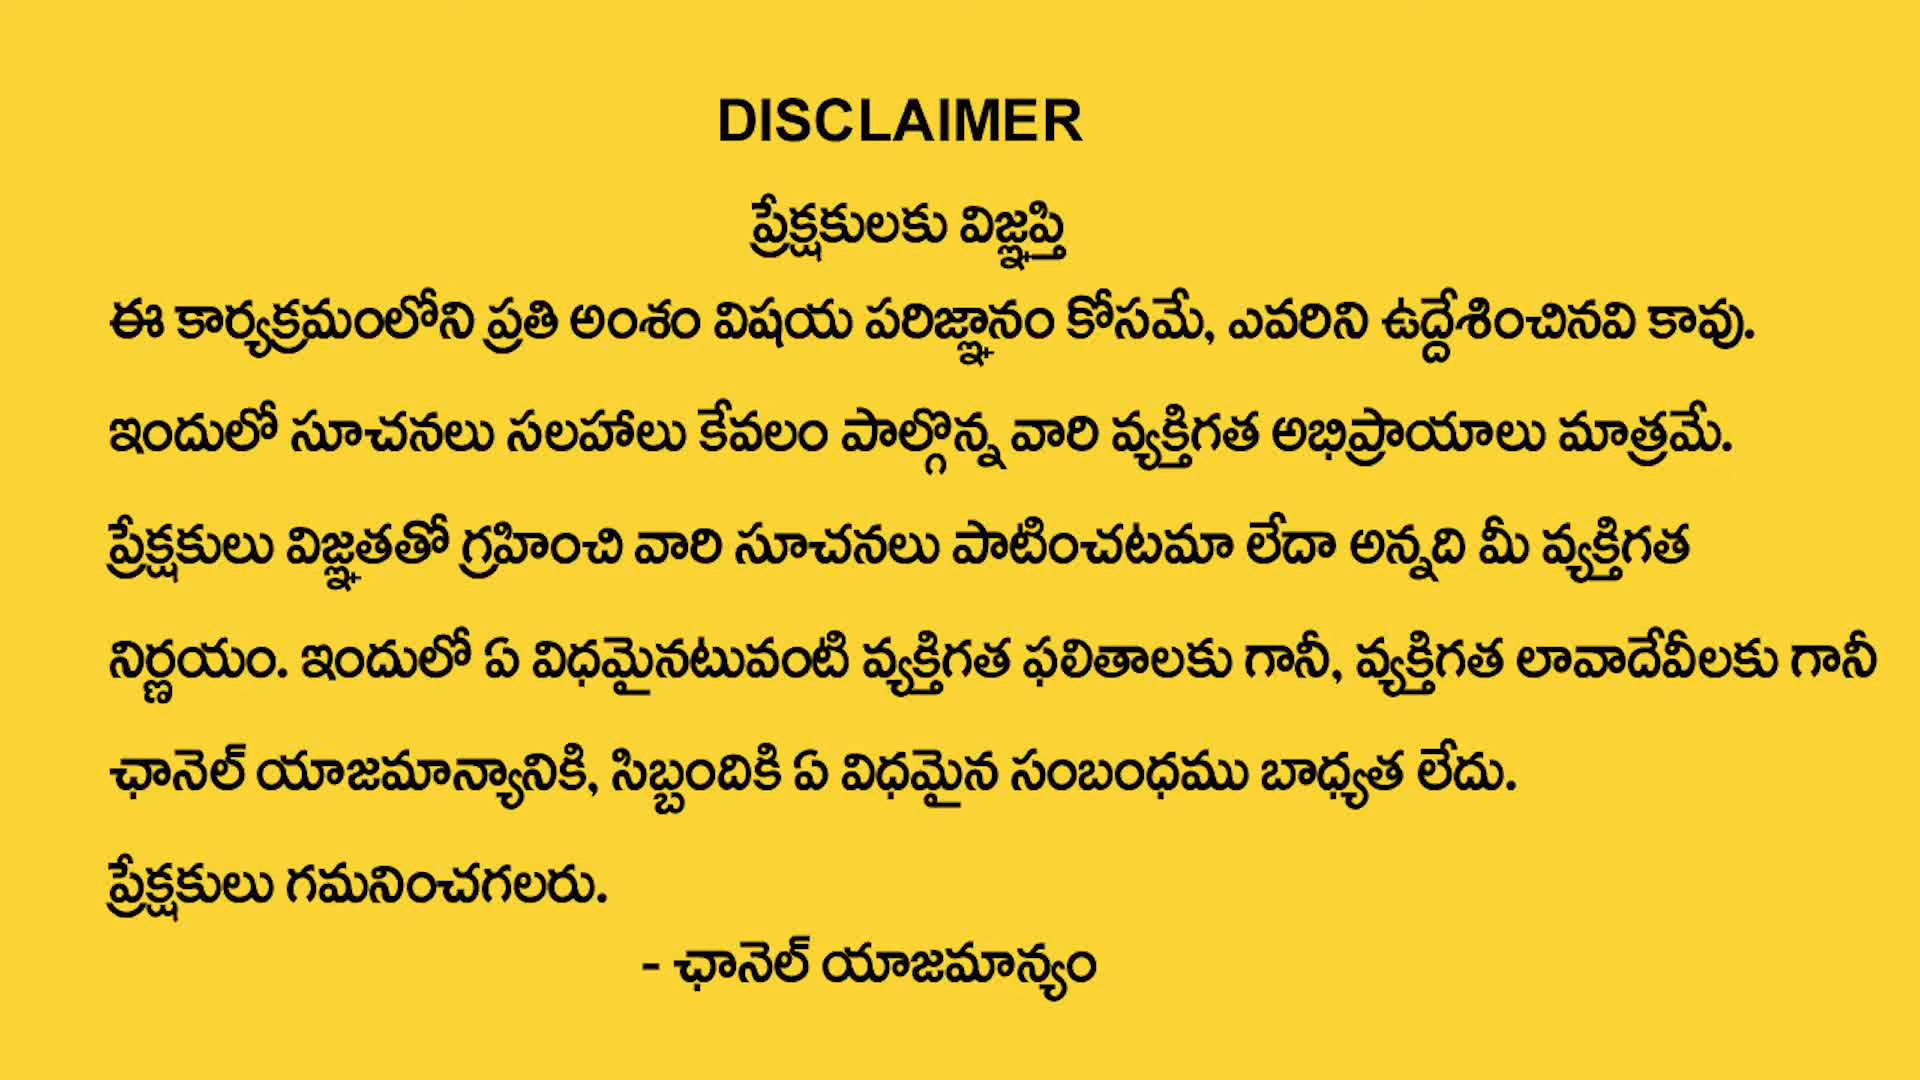 DISCLAIMER
ప్రేక్షకులకు విజ్ఞప్తి
ఈ కార్యక్రమంలోని ప్రతి అంశం విషయ పరిజ్ఞానం కోసమే, ఎవరిని ఉద్దేశించినవి కావు.
ఇందులో సూచనలు సలహాలు కేవలం పాల్గొన్న వారి వ్యక్తిగత అభిప్రాయాలు మాత్రమే.
ప్రేక్షకులు విజ్ఞతతో గ్రహించి వారి సూచనలు పాటించటమా లేదా అన్నది మీ వ్యక్తిగత
నిర్ణయం. ఇందులో ఏ విధమైనటువంటి వ్యక్తిగత ఫలితాలకు గానీ, వ్యక్తిగత లావాదేవీలకు గానీ
ఛానెల్ యాజమాన్యానికి, సిబ్బందికి ఏ విధమైన సంబంధము బాధ్యత లేదు.
ప్రేక్షకులు గమనించగలరు.
- ఛానెల్ యాజమాన్యం